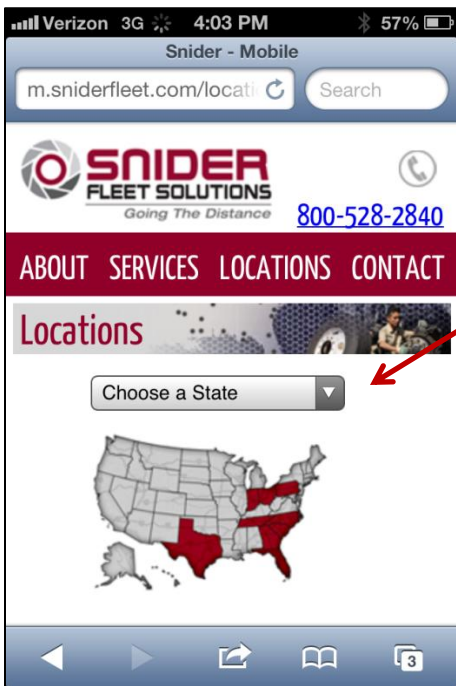 Verizon 3G 4:03 PM 57%
Snider - Mobile
m.sniderfleet.com/locati Search
SNIDER
FLEET SOLUTIONS
Going The Distance
800-528-2840
ABOUT SERVICES LOCATIONS CONTACT
Locations
Choose a State
3